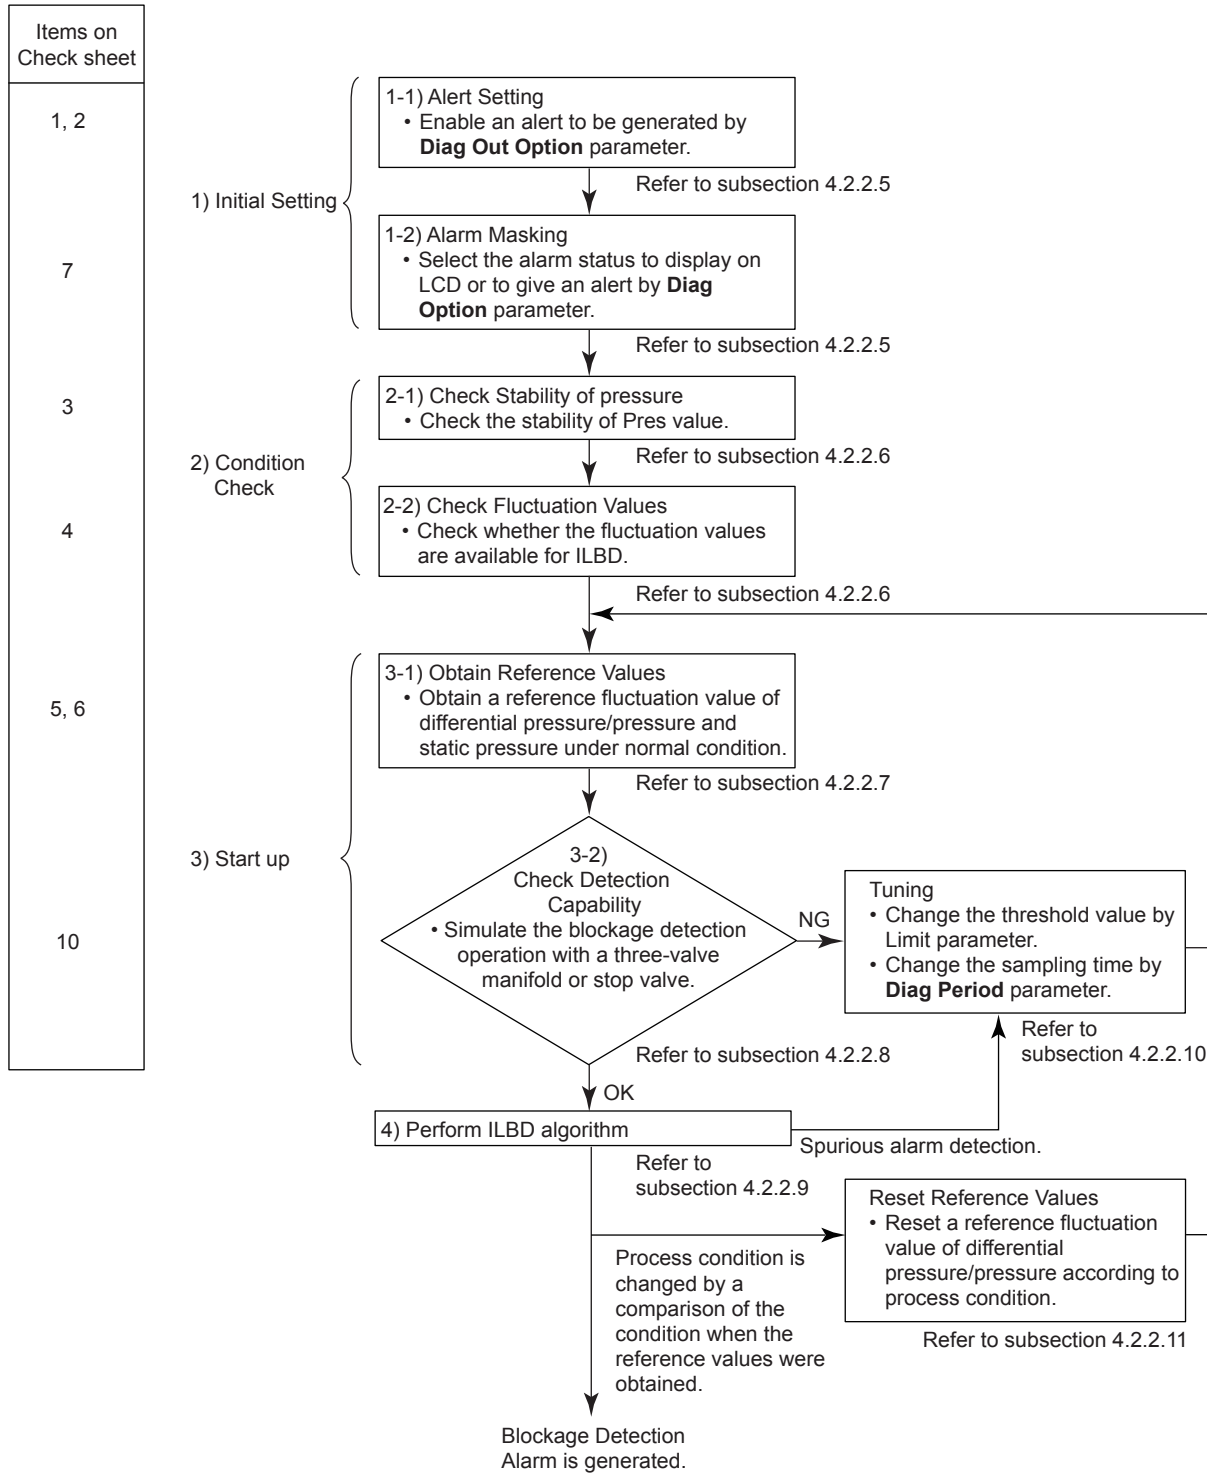 Items on
Check sheet
1, 2
7
3
4
5, 6
10
1) Initial Setting
1-1) Alert Setting
• Enable an alert to be generated by
Diag Out Option parameter.
Refer to subsection 4.2.2.5
1-2) Alarm Masking
• Select the alarm status to display on
LCD or to give an alert by Diag
Option parameter.
Refer to subsection 4.2.2.5
2) Condition
Check
2-1) Check Stability of pressure
• Check the stability of Pres value.
Refer to subsection 4.2.2.6
2-2) Check Fluctuation Values
• Check whether the fluctuation values
are available for ILBD.
Refer to subsection 4.2.2.6
3) Start up
3-1) Obtain Reference Values
• Obtain a reference fluctuation value of
differential pressure/pressure and
static pressure under normal condition.
Refer to subsection 4.2.2.7
3-2)
Check Detection
Capability
• Simulate the blockage detection
operation with a three-valve
manifold or stop valve.
Refer to subsection 4.2.2.8
NG
Tuning
• Change the threshold value by
Limit parameter.
• Change the sampling time by
Diag Period parameter.
Refer to
subsection 4.2.2.10
OK
4) Perform ILBD algorithm
Spurious alarm detection.
Refer to
subsection 4.2.2.9
Reset Reference Values
• Reset a reference fluctuation
value of differential
pressure/pressure according to
process condition.
Refer to subsection 4.2.2.11
Process condition is
changed by a
comparison of the
condition when the
reference values were
obtained.
Blockage Detection
Alarm is generated.